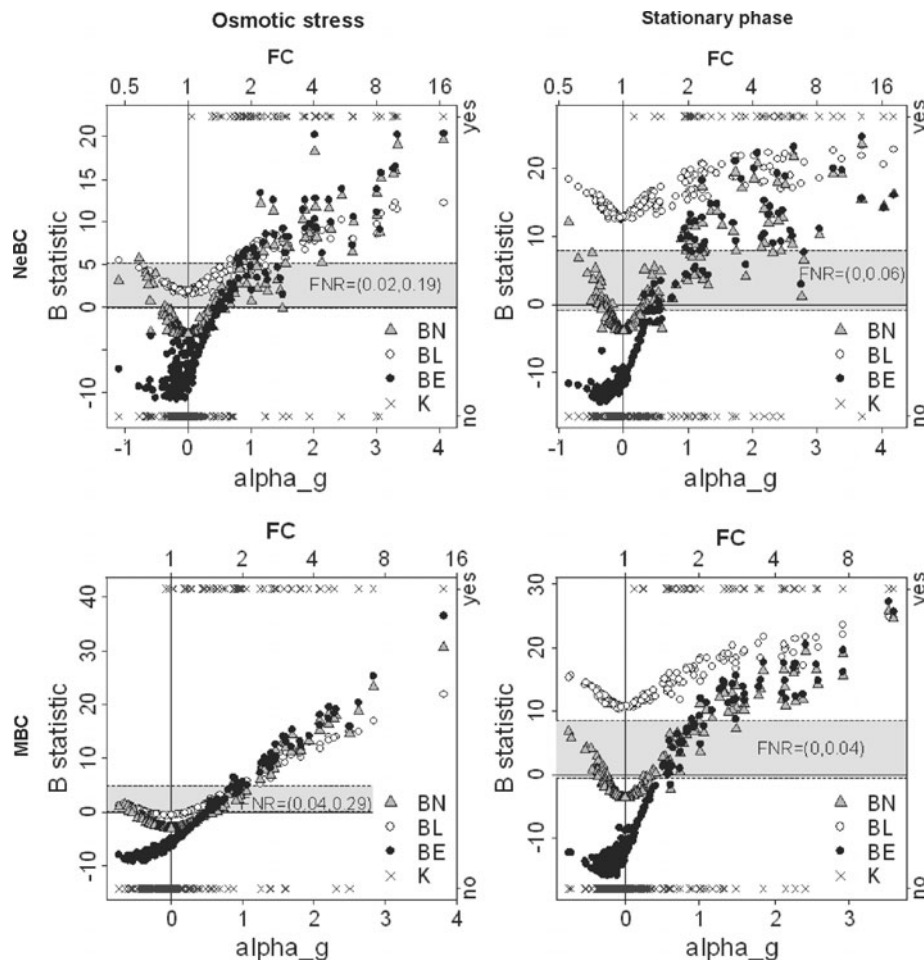 Osmotic stress
Stationary phase
FC
FC
0.5 1 2 4 8 16
0.5 1 2 4 8 16
NeBC
B statistic
20
15
10
5
0
-10
FNR=(0.02,0.19)
BN
BL
BE
K
yes
no
-1 0 1 2 3 4
alpha_g
B statistic
20
10
0
-10
FNR=(0,0.06)
BN
BL
BE
K
yes
no
-1 0 1 2 3 4
alpha_g
FC
FC
1 2 4 8 14
1 2 4 8
MBC
B statistic
40
30
20
10
0
-10
FNR=(0.04,0.29)
BN
BL
BE
K
yes
no
0 1 2 3 4
alpha_g
B statistic
30
20
10
0
-10
FNR=(0,0.04)
BN
BL
BE
K
yes
no
0 1 2 3
alpha_g